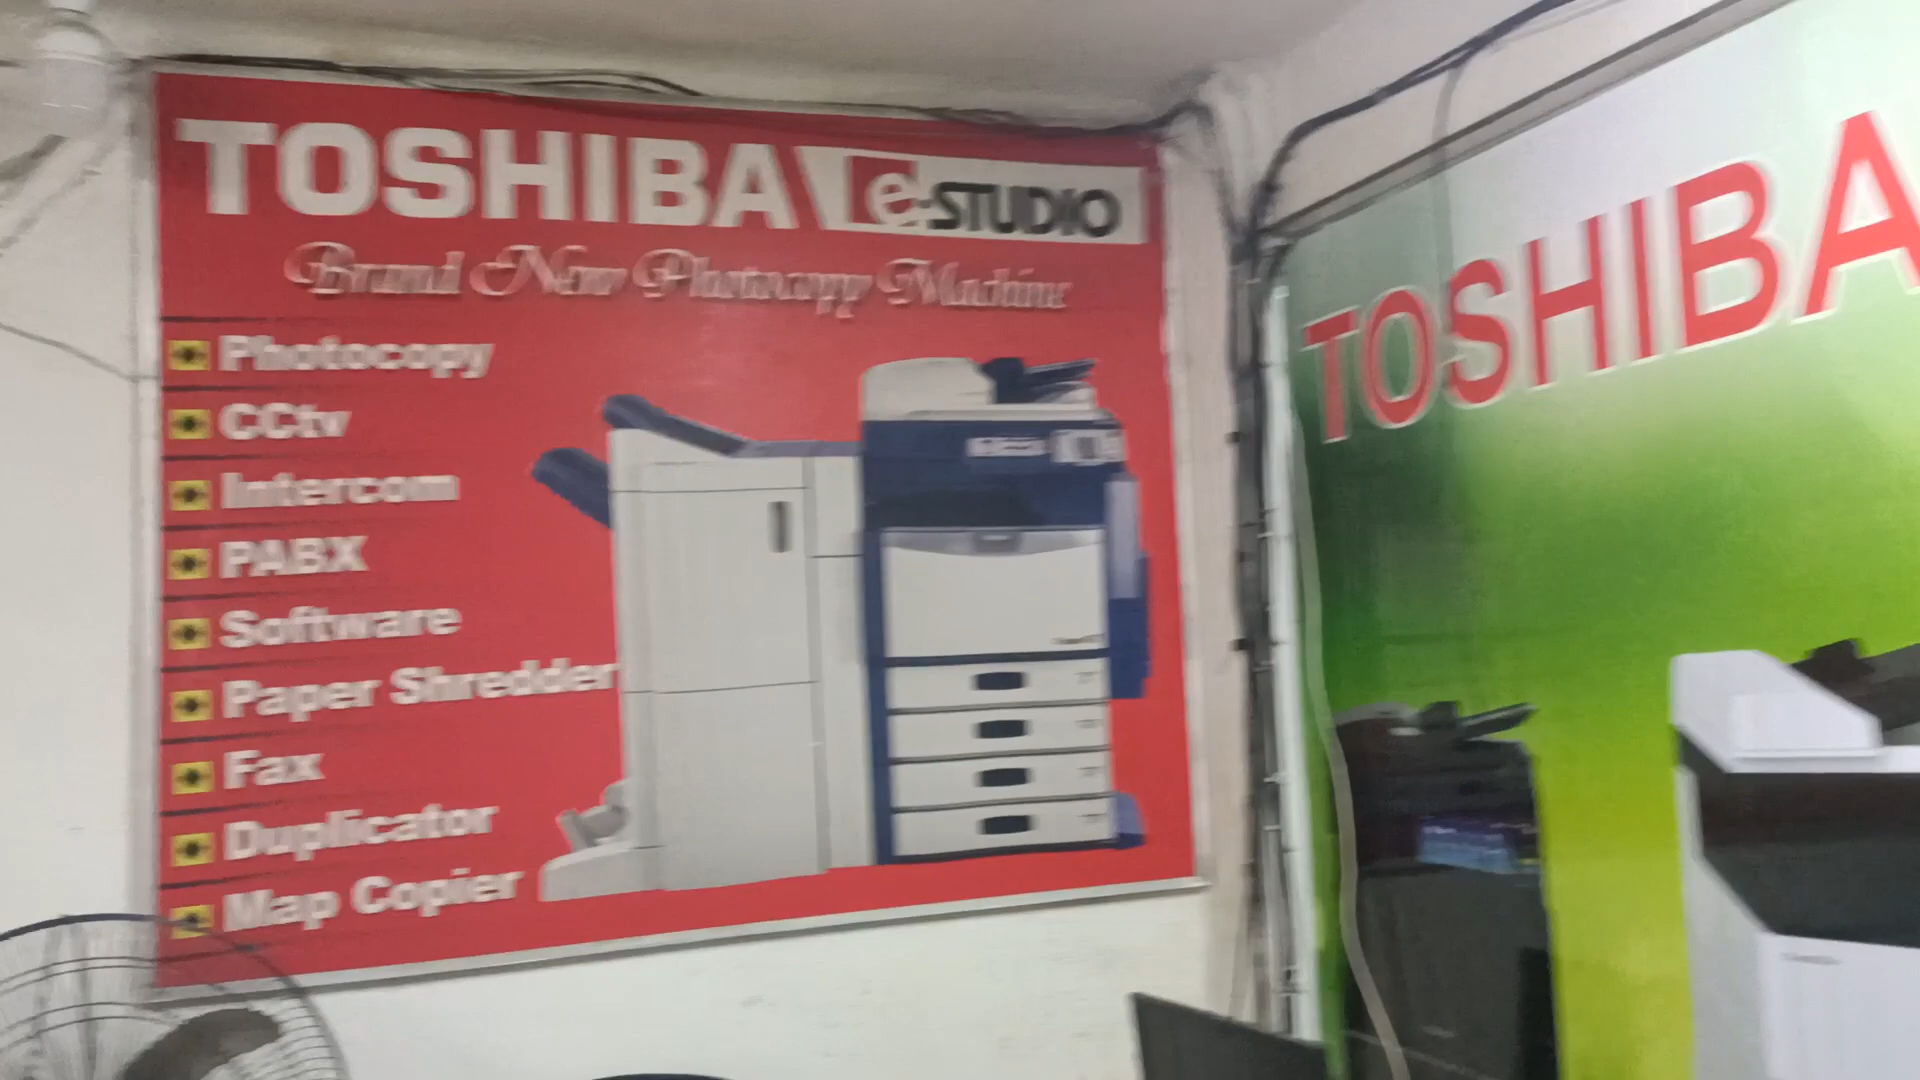 TOSHIBA e-STUDIO
Brand New Photocopy Machine
Photocopy
CCtv
Intercom
PABX
Software
Paper Shredder
Fax
Duplicator
Map Copier
TOSHIBA